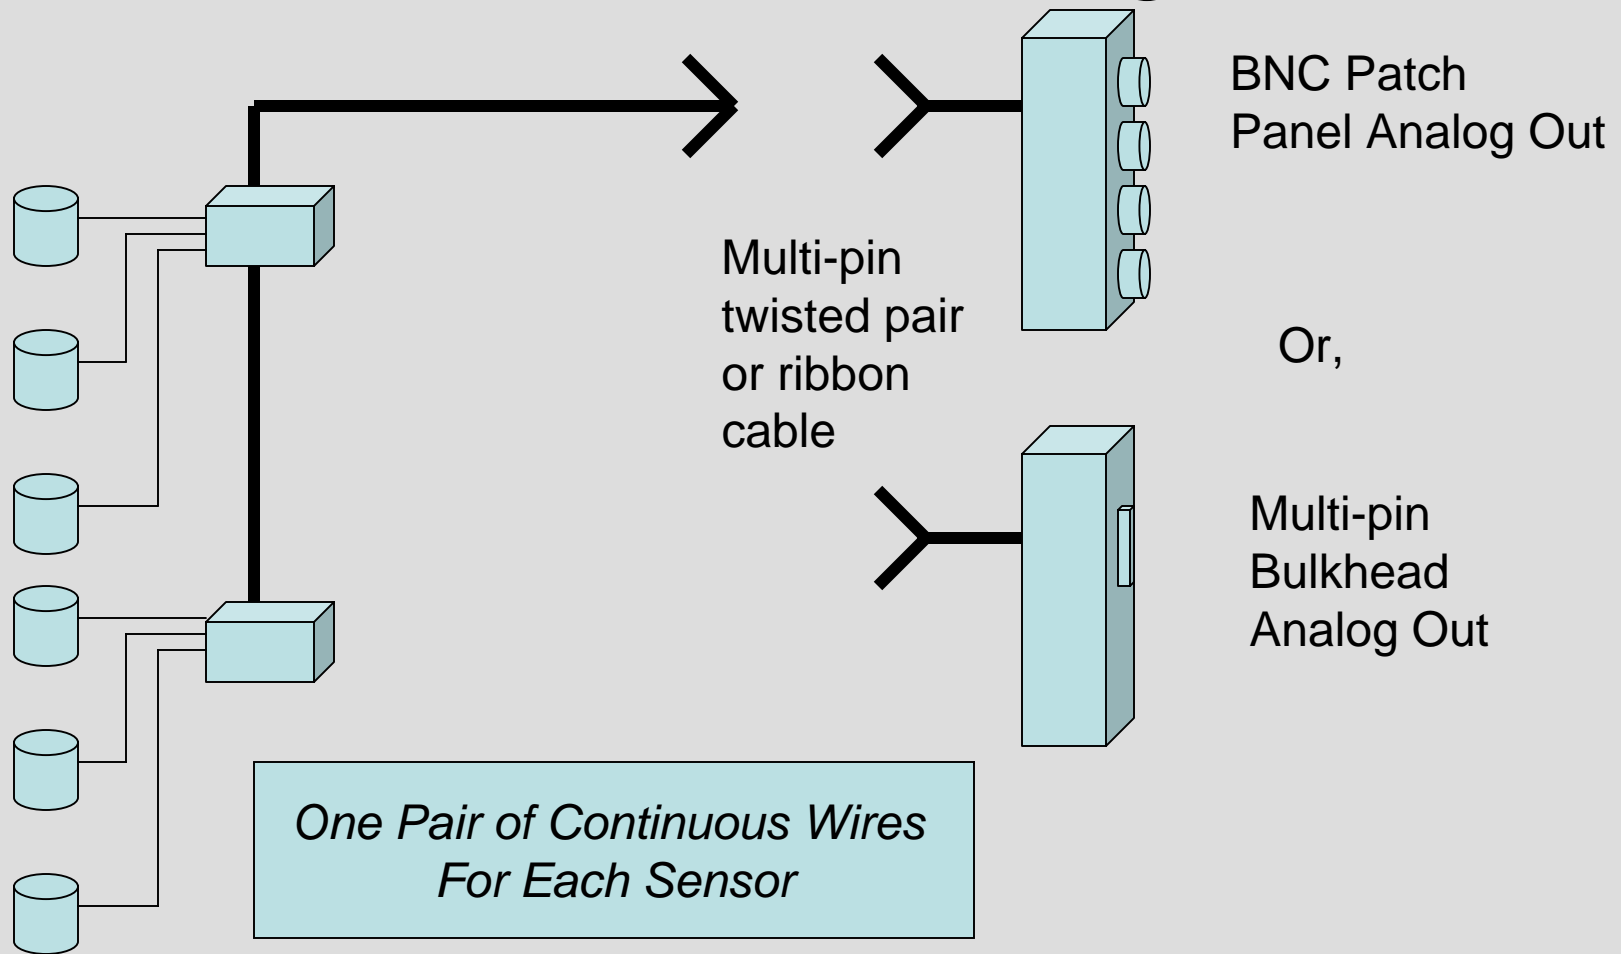 BNC Patch
Panel Analog Out
Multi-pin
twisted pair
or ribbon
cable
Or,
Multi-pin
Bulkhead
Analog Out
One Pair of Continuous Wires
For Each Sensor